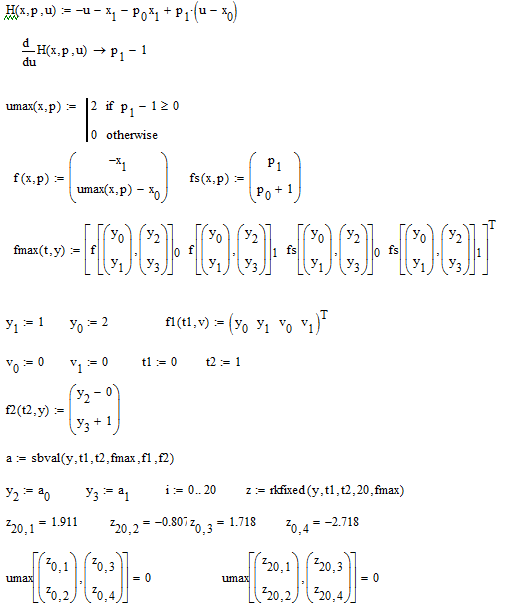 H(x,p,u) := -u - x₁ - p₀x₁ + p₁·(u - x₀)
d/du H(x,p,u) → p₁ - 1
umax(x,p) := | 2 if p₁ - 1 ≥ 0
| 0 otherwise
f(x,p) := ( -x₁ ; umax(x,p) - x₀ ) fs(x,p) := ( p₁ ; p₀ + 1 )
fmax(t,y) := [ f[(y₀ ; y₁),(y₂ ; y₃)]₀ f[(y₀ ; y₁),(y₂ ; y₃)]₁ fs[(y₀ ; y₁),(y₂ ; y₃)]₀ fs[(y₀ ; y₁),(y₂ ; y₃)]₁ ]ᵀ
y₁ := 1 y₀ := 2 f1(t1,v) := (y₀ y₁ v₀ v₁)ᵀ
v₀ := 0 v₁ := 0 t1 := 0 t2 := 1
f2(t2,y) := ( y₂ - 0 ; y₃ + 1 )
a := sbval(y,t1,t2,fmax,f1,f2)
y₂ := a₀ y₃ := a₁ i := 0..20 z := rkfixed(y,t1,t2,20,fmax)
z₂₀,₁ = 1.911 z₂₀,₂ = -0.807 z₀,₃ = 1.718 z₀,₄ = -2.718
umax[(z₀,₁ ; z₀,₂),(z₀,₃ ; z₀,₄)] = 0 umax[(z₂₀,₁ ; z₂₀,₂),(z₂₀,₃ ; z₂₀,₄)] = 0